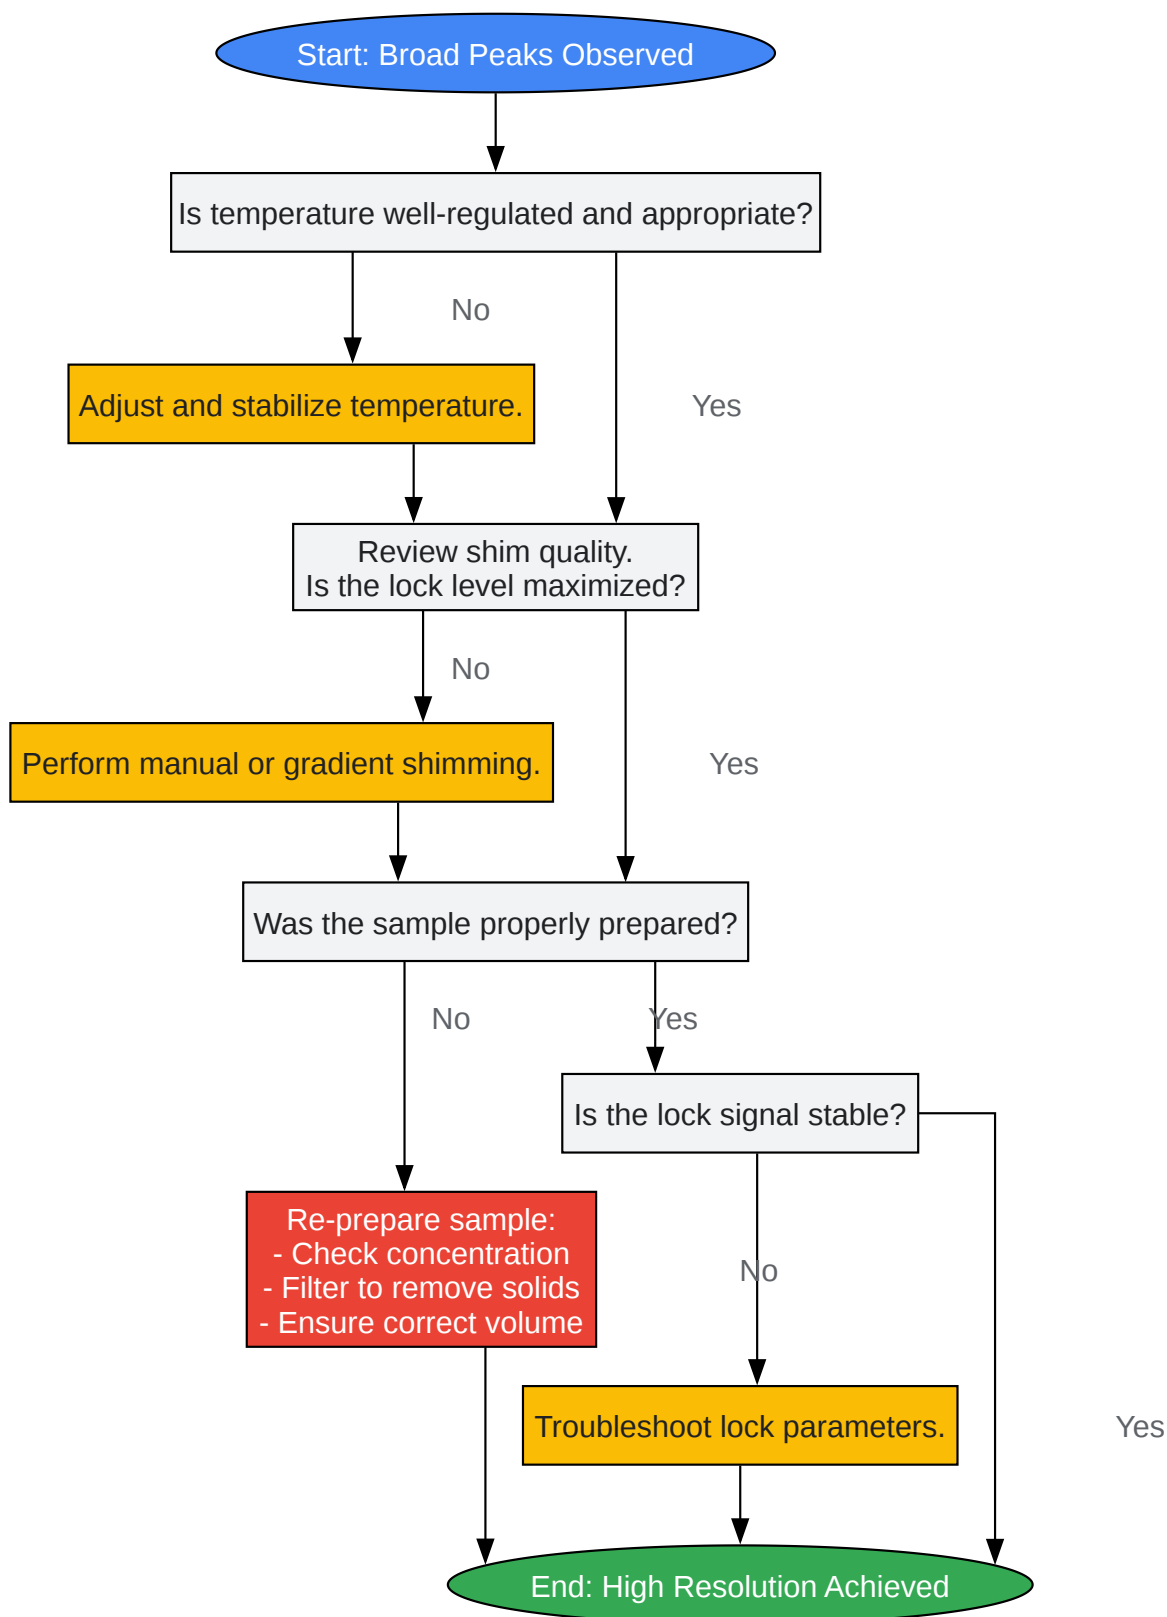 Start: Broad Peaks Observed
Is temperature well-regulated and appropriate?
No
Adjust and stabilize temperature.
Yes
Review shim quality.
Is the lock level maximized?
No
Perform manual or gradient shimming.
Yes
Was the sample properly prepared?
No
Yes
Is the lock signal stable?
Re-prepare sample:
- Check concentration
- Filter to remove solids
- Ensure correct volume
No
Troubleshoot lock parameters.
Yes
End: High Resolution Achieved